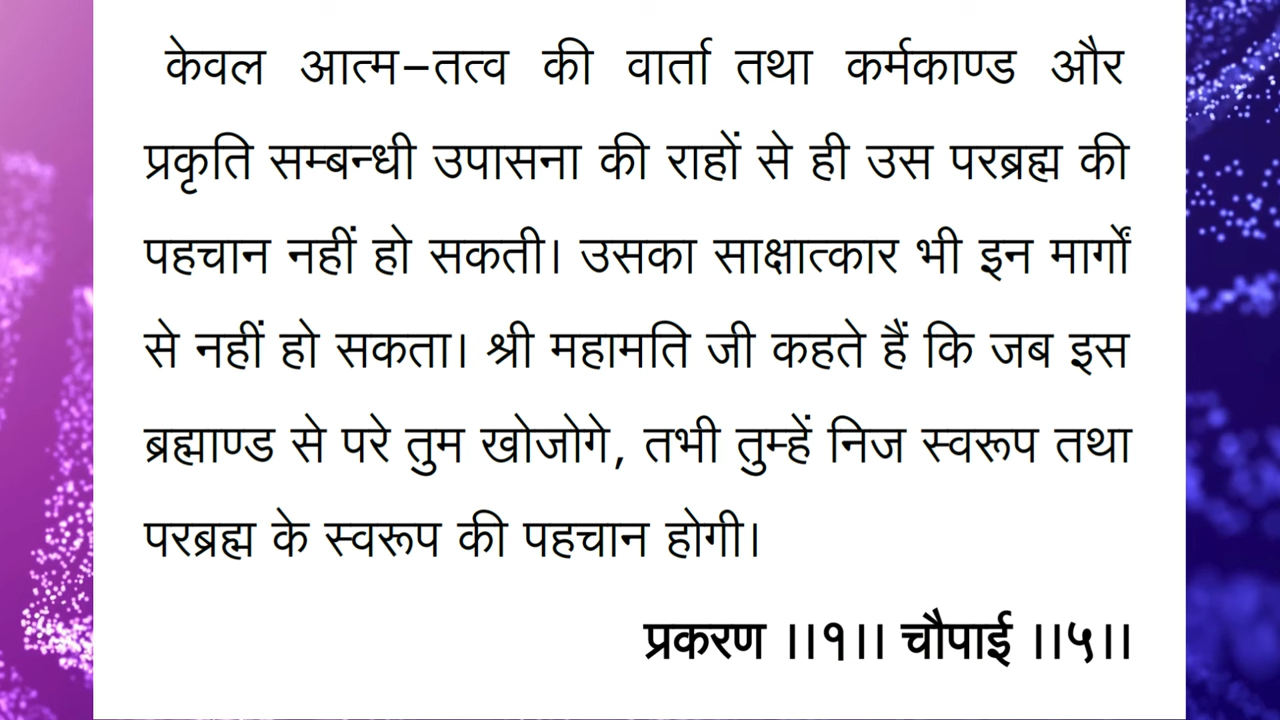 केवल आत्म–तत्व की वार्ता तथा कर्मकाण्ड और
प्रकृति सम्बन्धी उपासना की राहों से ही उस परब्रह्म की
पहचान नहीं हो सकती। उसका साक्षात्कार भी इन मार्गों
से नहीं हो सकता। श्री महामति जी कहते हैं कि जब इस
ब्रह्माण्ड से परे तुम खोजोगे, तभी तुम्हें निज स्वरूप तथा
परब्रह्म के स्वरूप की पहचान होगी।
प्रकरण ।।१।। चौपाई ।।५।।